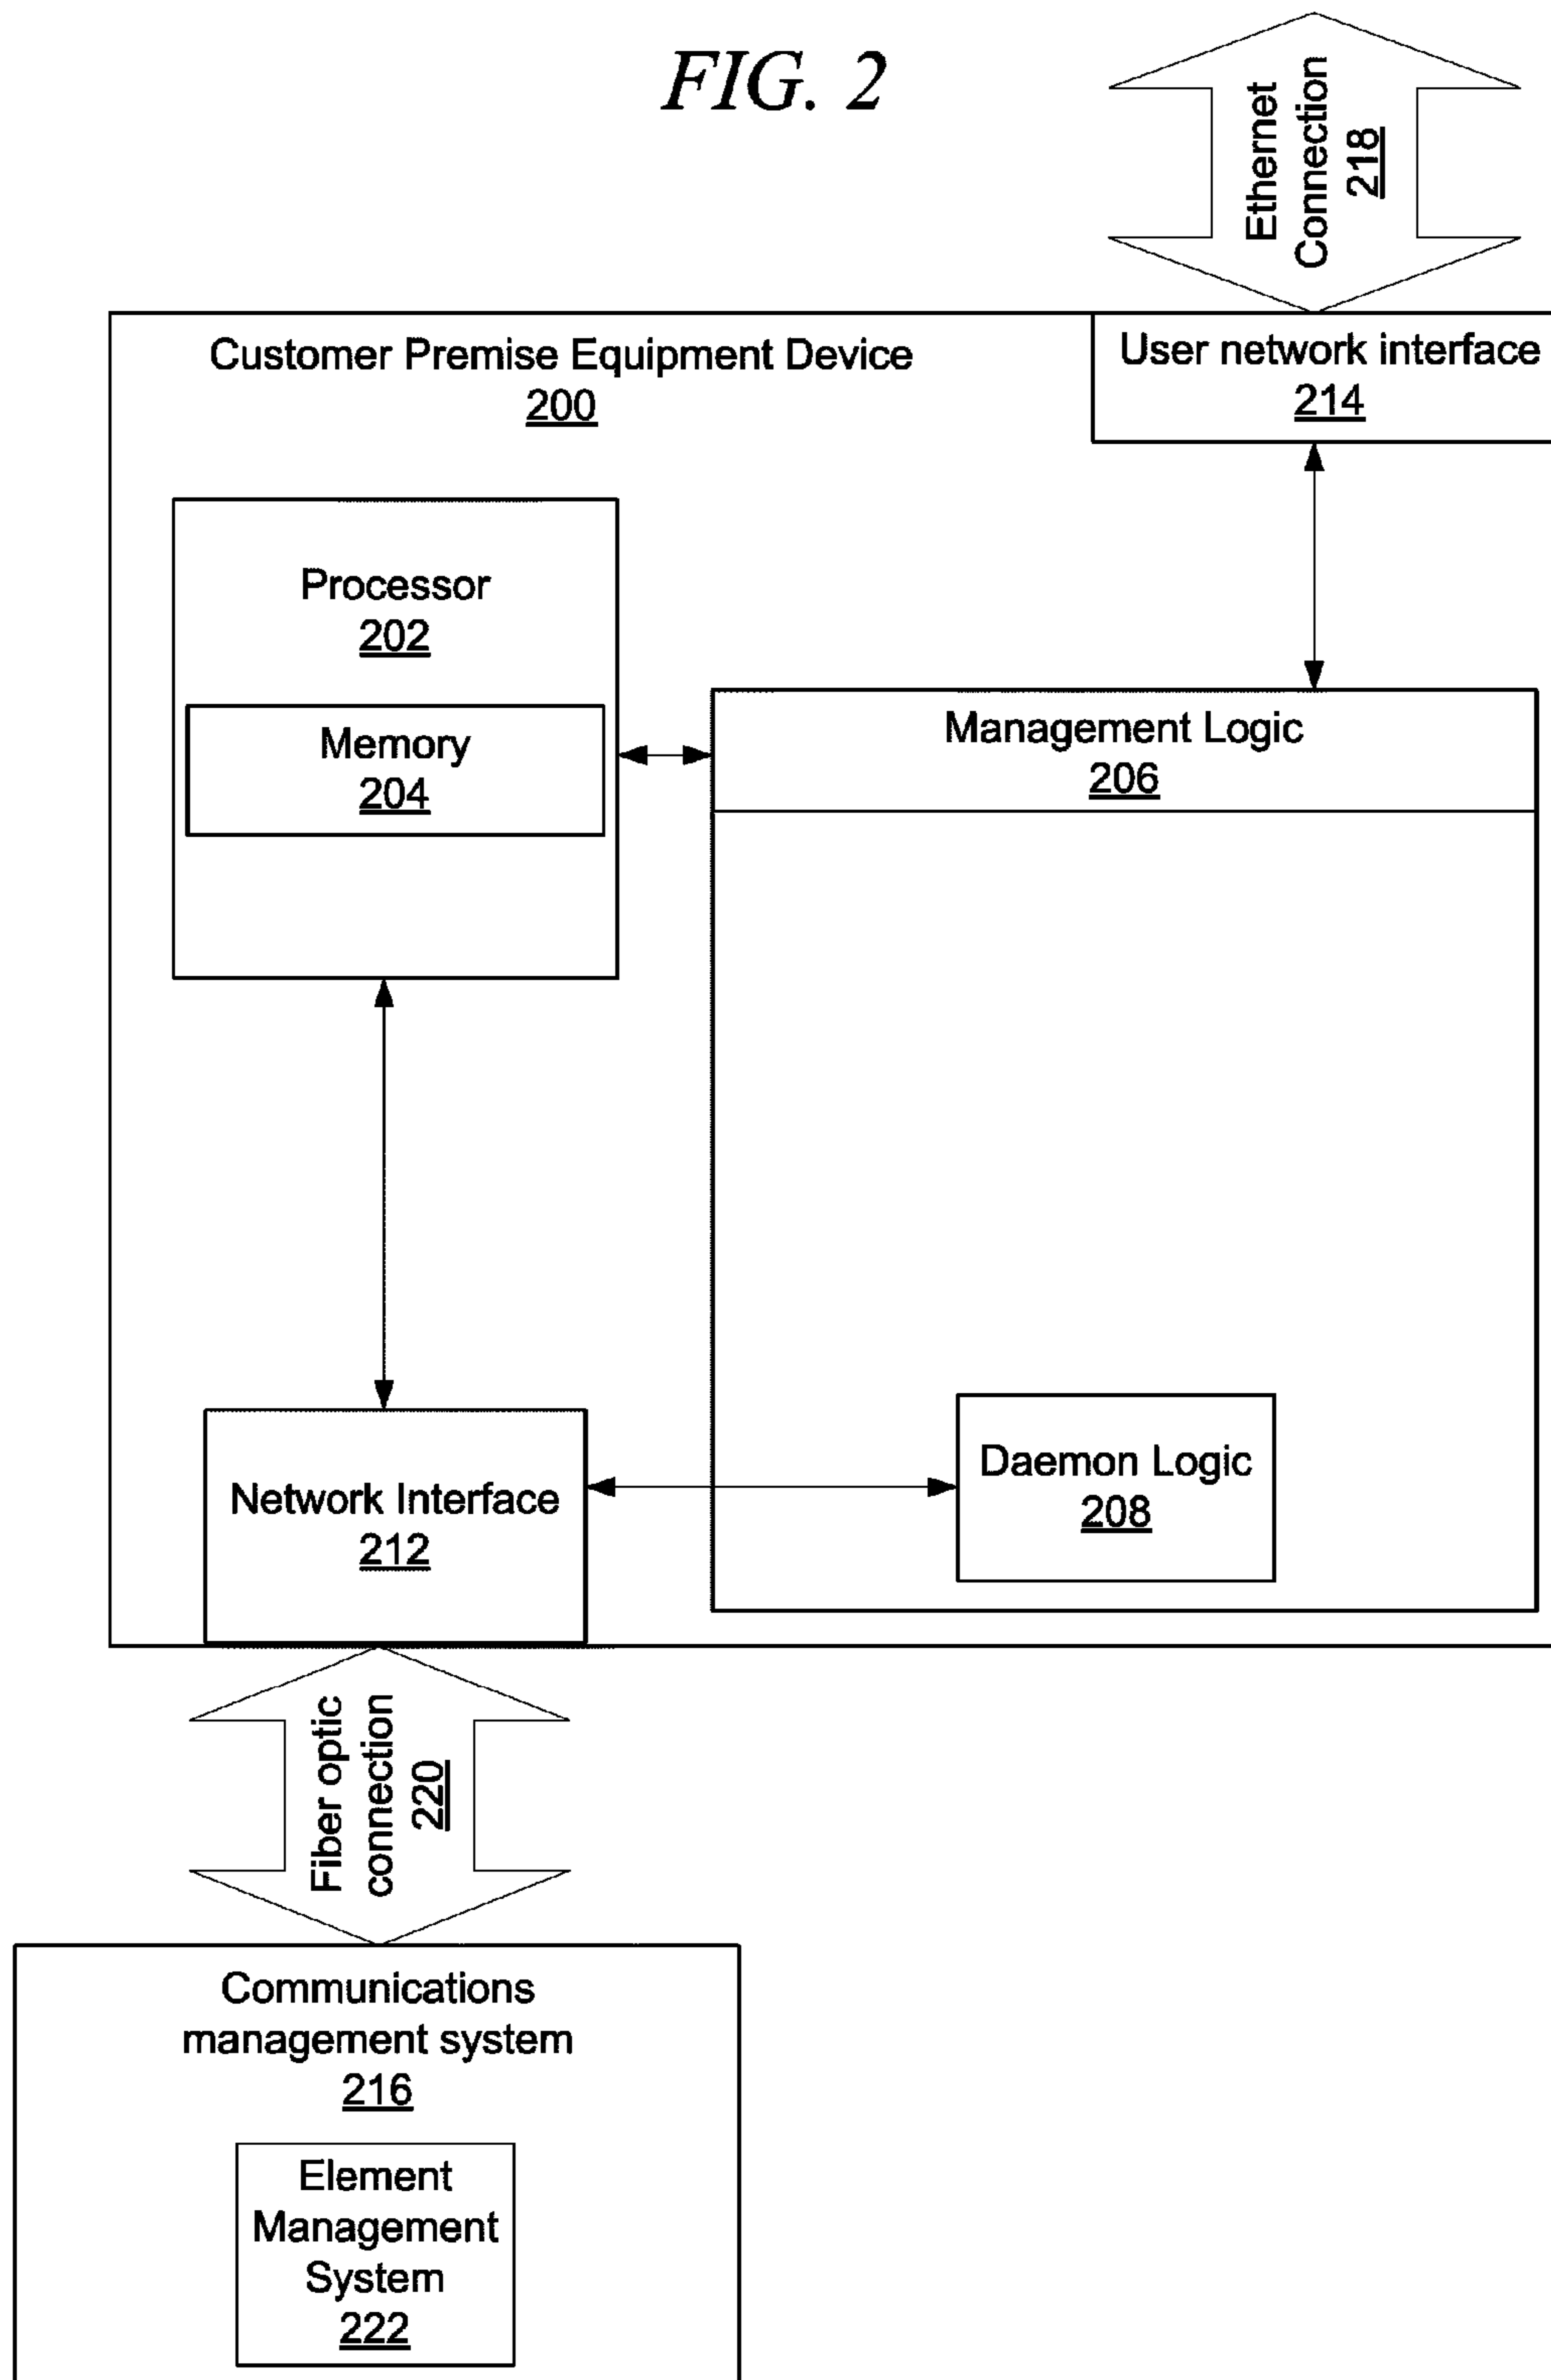 FIG. 2
Ethernet
Connection
218
Customer Premise Equipment Device
200
User network interface
214
Processor
202
Memory
204
Management Logic
206
Daemon Logic
208
Network Interface
212
Fiber optic
connection
220
Communications
management system
216
Element
Management
System
222